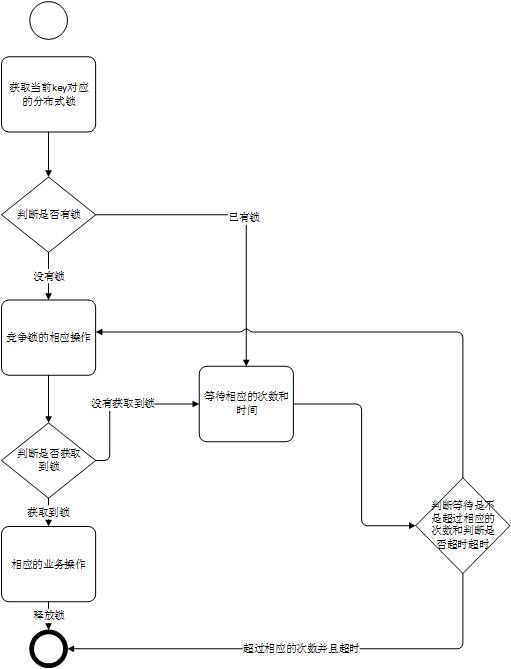 获取当前key对应
的分布式锁
判断是否有锁
已有锁
没有锁
竞争锁的相应操作
等待相应的次数和
时间
没有获取到锁
判断是否获取
到锁
获取到锁
判断等待是不
是超过相应的
次数和判断是
否超时超时
相应的业务操作
释放锁
超过相应的次数并且超时